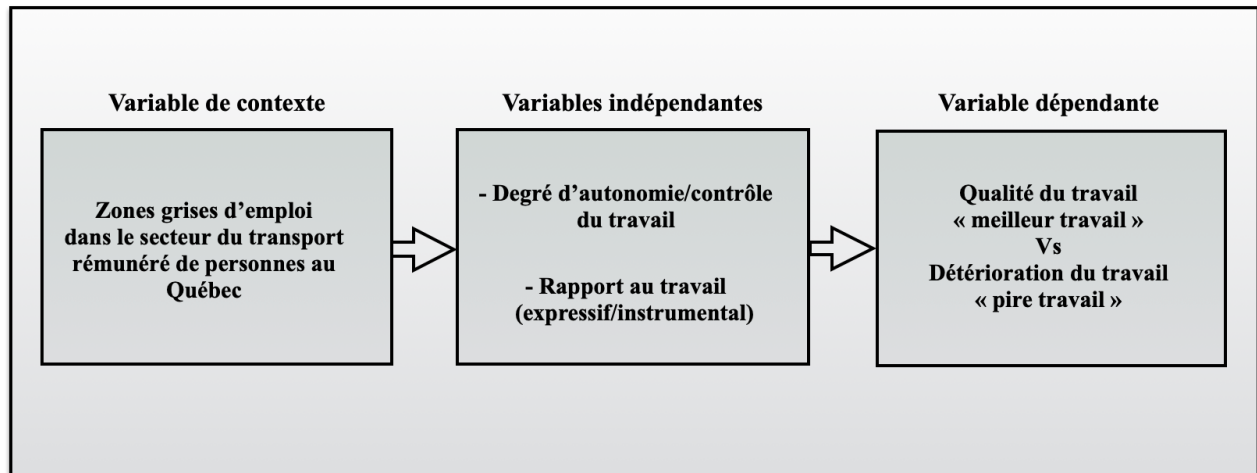 Variable de contexte
Zones grises d’emploi
dans le secteur du transport
rémunéré de personnes au
Québec
Variables indépendantes
- Degré d’autonomie/contrôle
du travail
- Rapport au travail
(expressif/instrumental)
Variable dépendante
Qualité du travail
« meilleur travail »
Vs
Détérioration du travail
« pire travail »